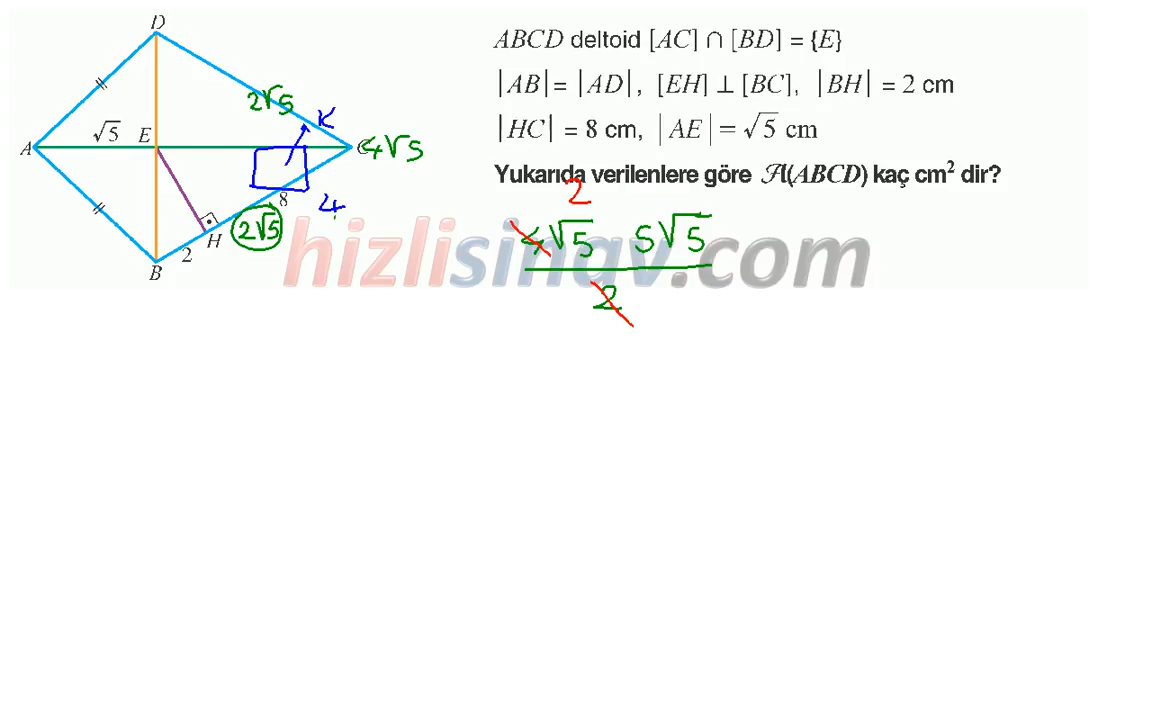 ABCD deltoid [AC] ∩ [BD] = {E}
|AB| = |AD|, [EH] ⊥ [BC], |BH| = 2 cm
|HC| = 8 cm, |AE| = √5 cm
Yukarıda verilenlere göre 𝒜(ABCD) kaç cm² dir?
D
2√5 K
√5 E
A 4√5
8 4
2√5
H
2
B
2
4√5 5√5
2
hizlisinav.com